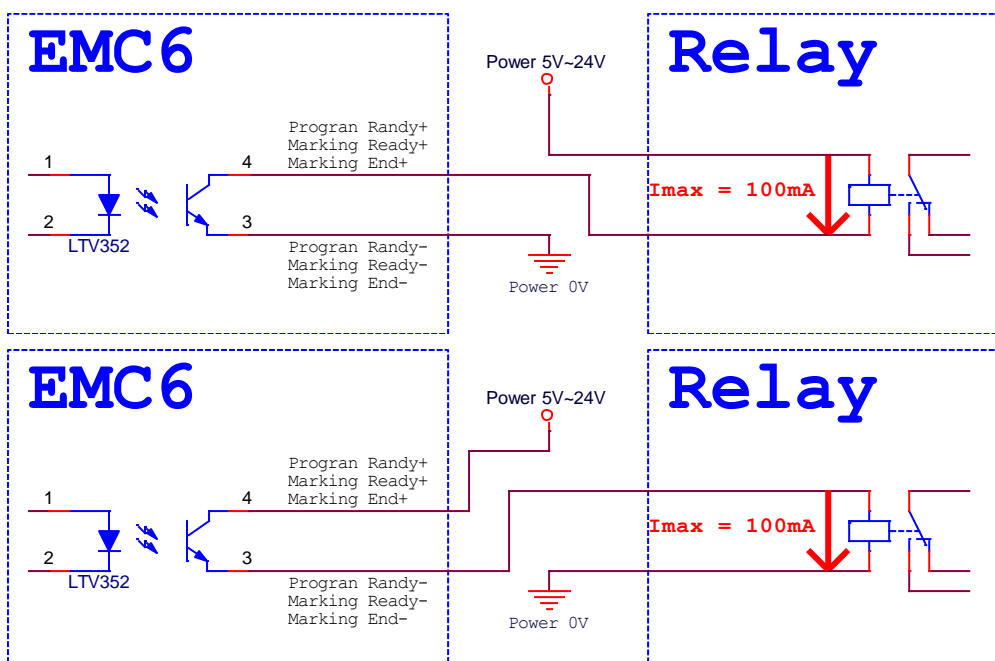 EMC6
Relay
Power 5V~24V
Progran Randy+
Marking Ready+
Marking End+
1
4
Imax = 100mA
2
3
LTV352
Progran Randy-
Marking Ready-
Marking End-
Power 0V
EMC6
Relay
Power 5V~24V
Progran Randy+
Marking Ready+
Marking End+
1
4
Imax = 100mA
2
3
LTV352
Progran Randy-
Marking Ready-
Marking End-
Power 0V